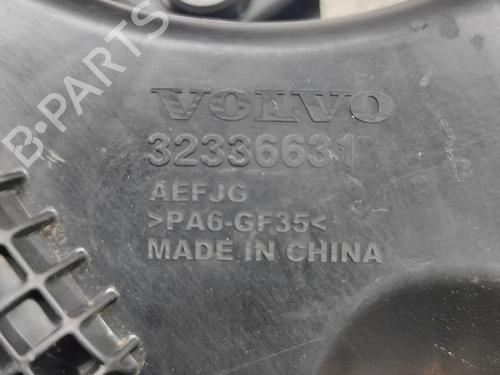 B-PARTS
VOLVO
32336631
AEFJG
>PA6-GF35<
MADE IN CHINA